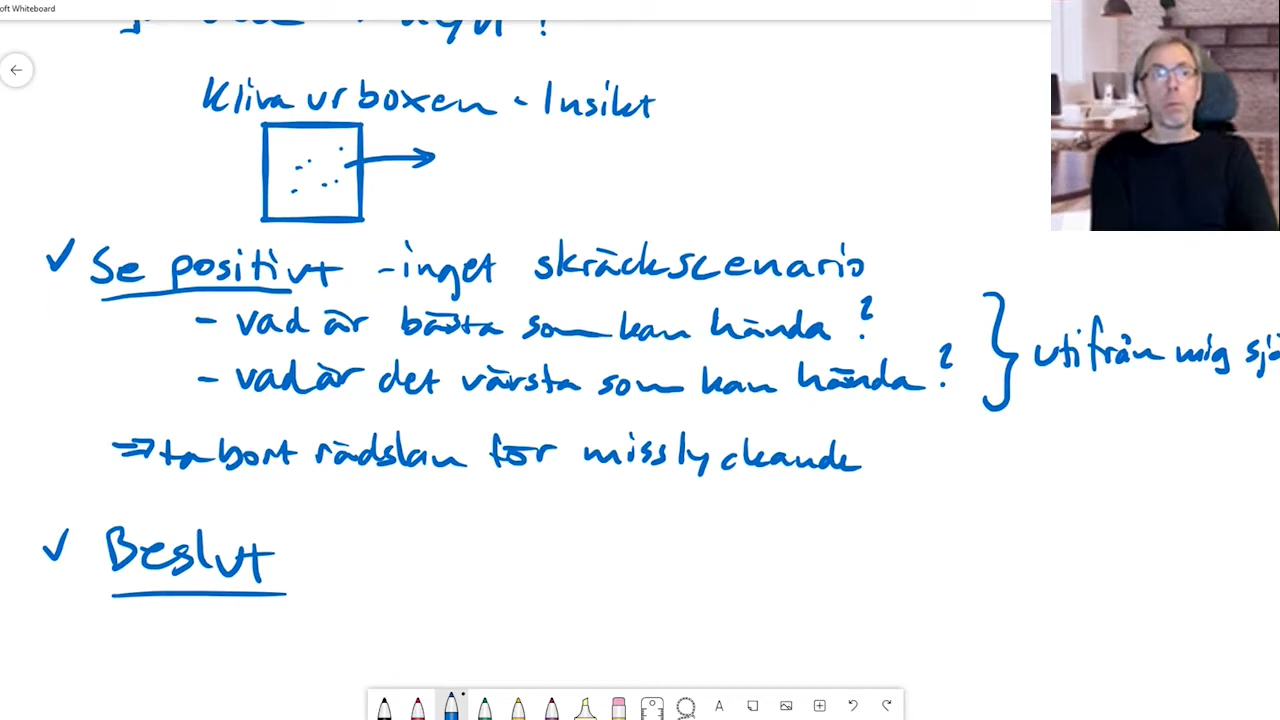 oft Whiteboard
Kliva ur boxen - Insikt
✓ Se positivt - inget skräckscenario
- vad är bästa som kan hända?
- vad är det värsta som kan hända?
} utifrån mig sjä
⇒ ta bort rädslan för misslyckande
✓ Beslut
A